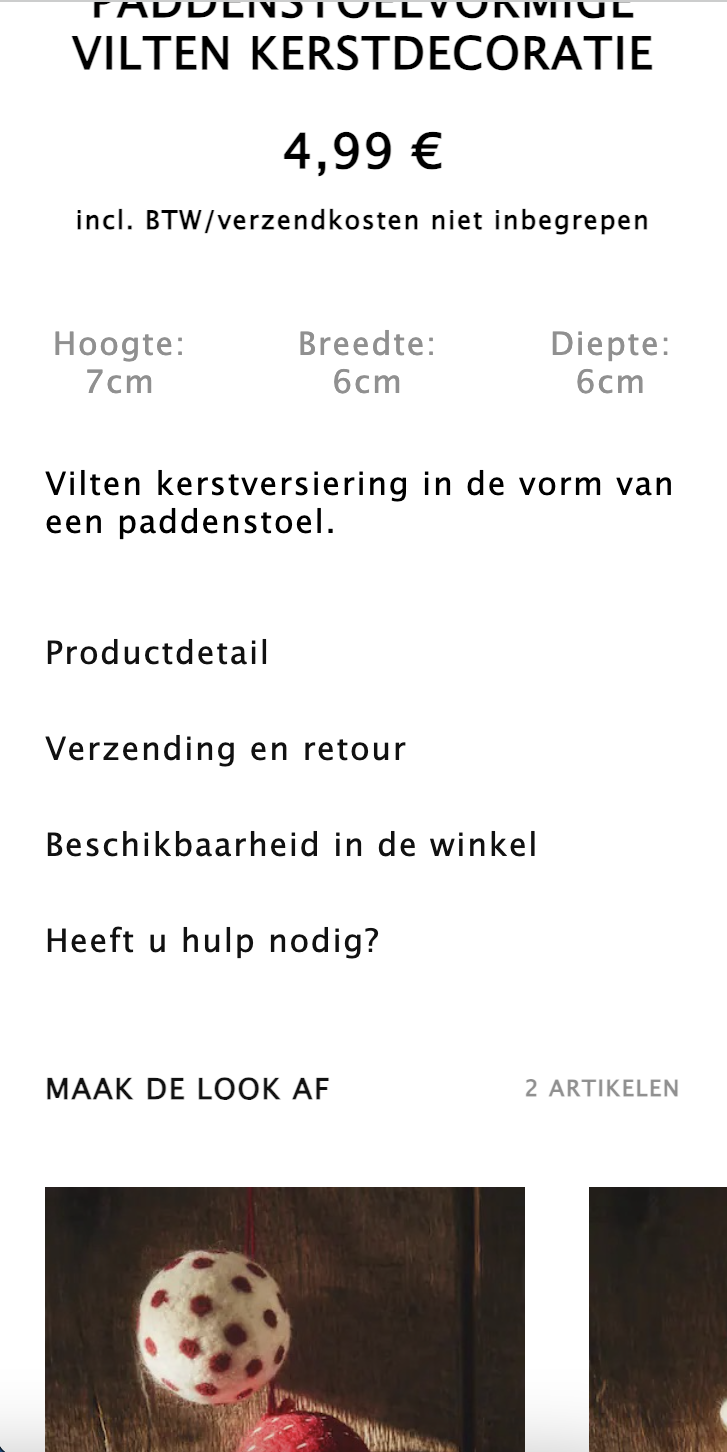 PADDENSTOELVORMIGE
VILTEN KERSTDECORATIE
4,99 €
incl. BTW/verzendkosten niet inbegrepen
Hoogte: Breedte: Diepte:
7cm 6cm 6cm
Vilten kerstversiering in de vorm van
een paddenstoel.
Productdetail
Verzending en retour
Beschikbaarheid in de winkel
Heeft u hulp nodig?
MAAK DE LOOK AF 2 ARTIKELEN